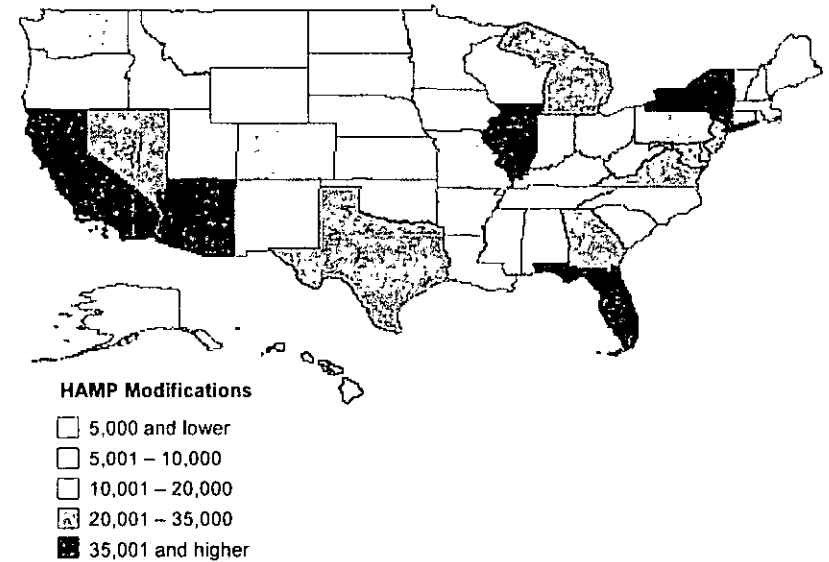 HAMP Modifications
5,000 and lower
5,001 – 10,000
10,001 – 20,000
20,001 – 35,000
35,001 and higher